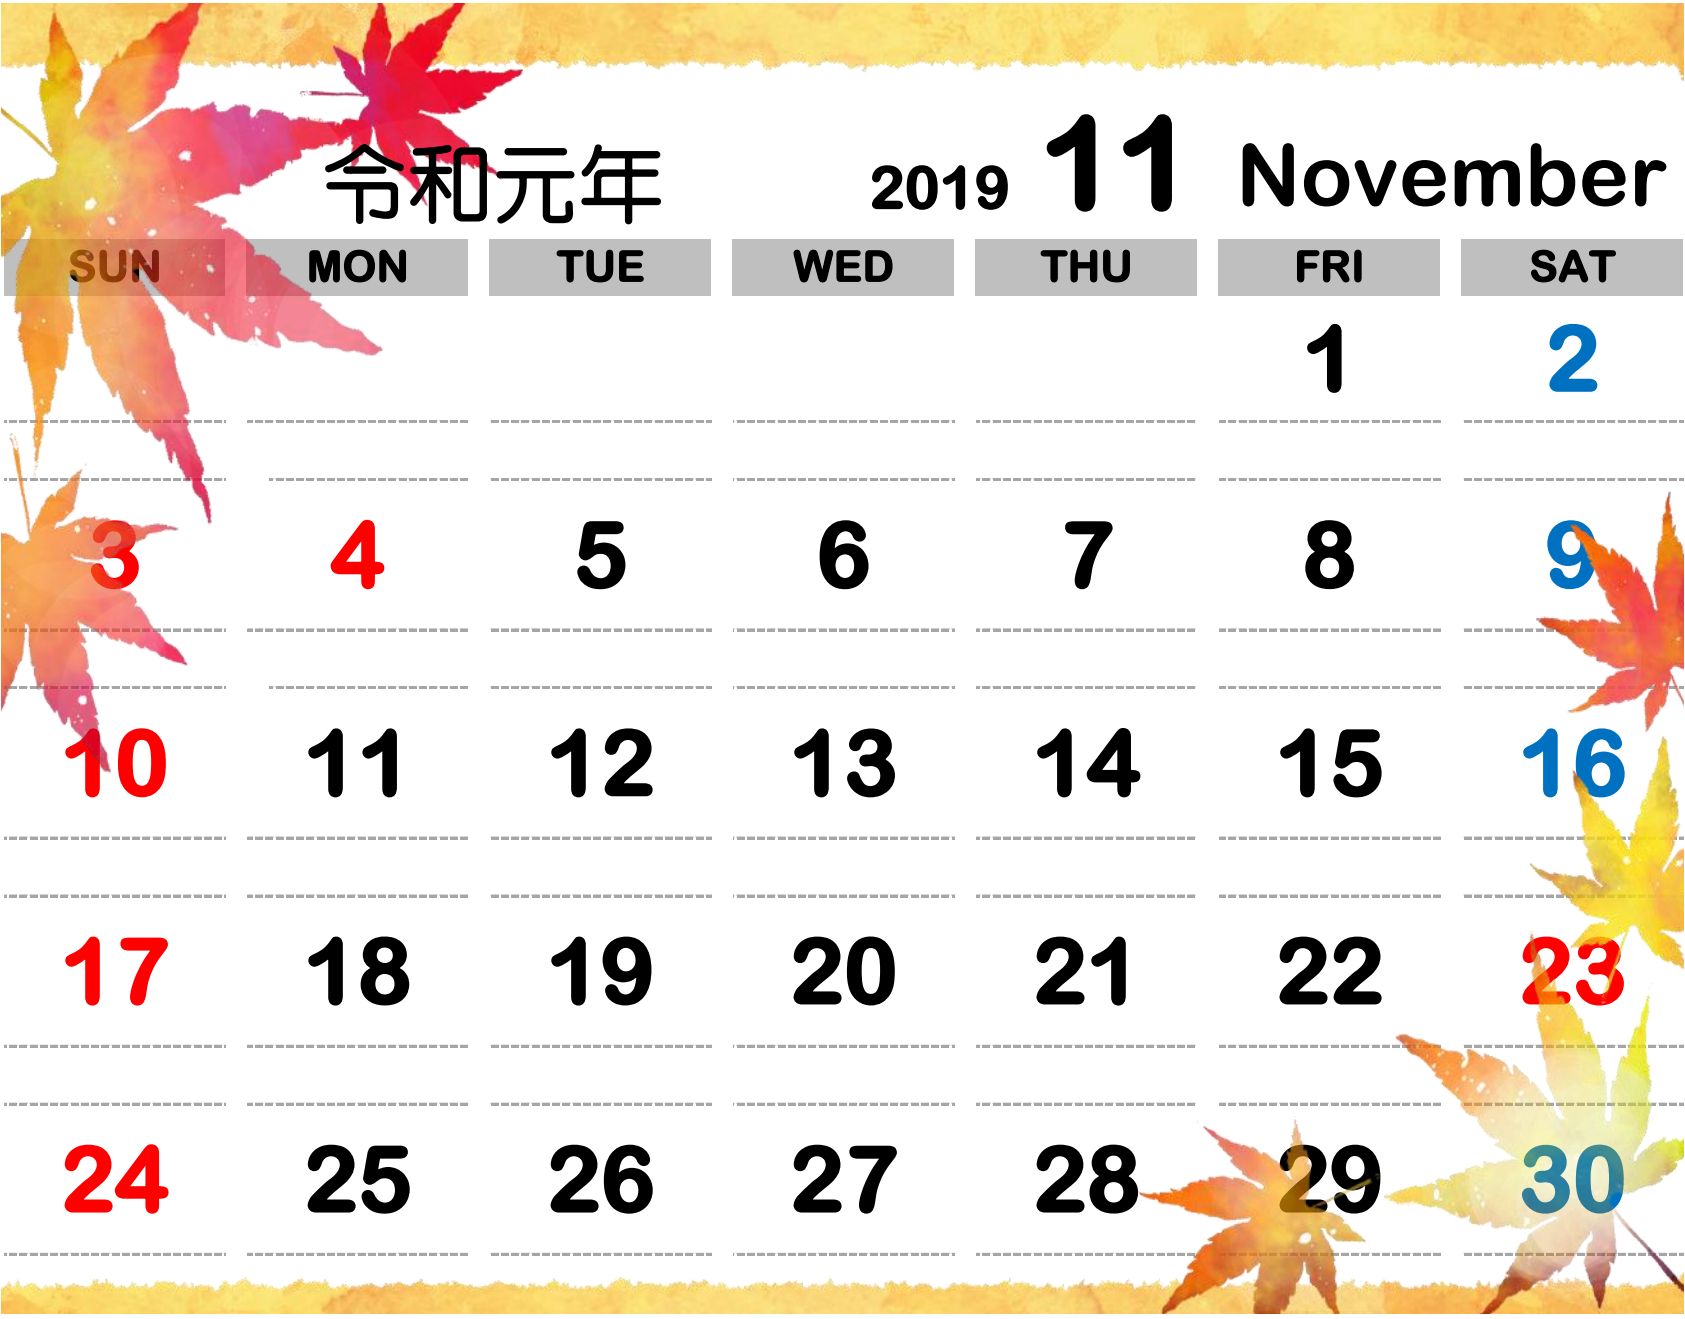 令和元年 2019 11 November
SUN MON TUE WED THU FRI SAT
1 2
3 4 5 6 7 8 9
10 11 12 13 14 15 16
17 18 19 20 21 22 23
24 25 26 27 28 29 30